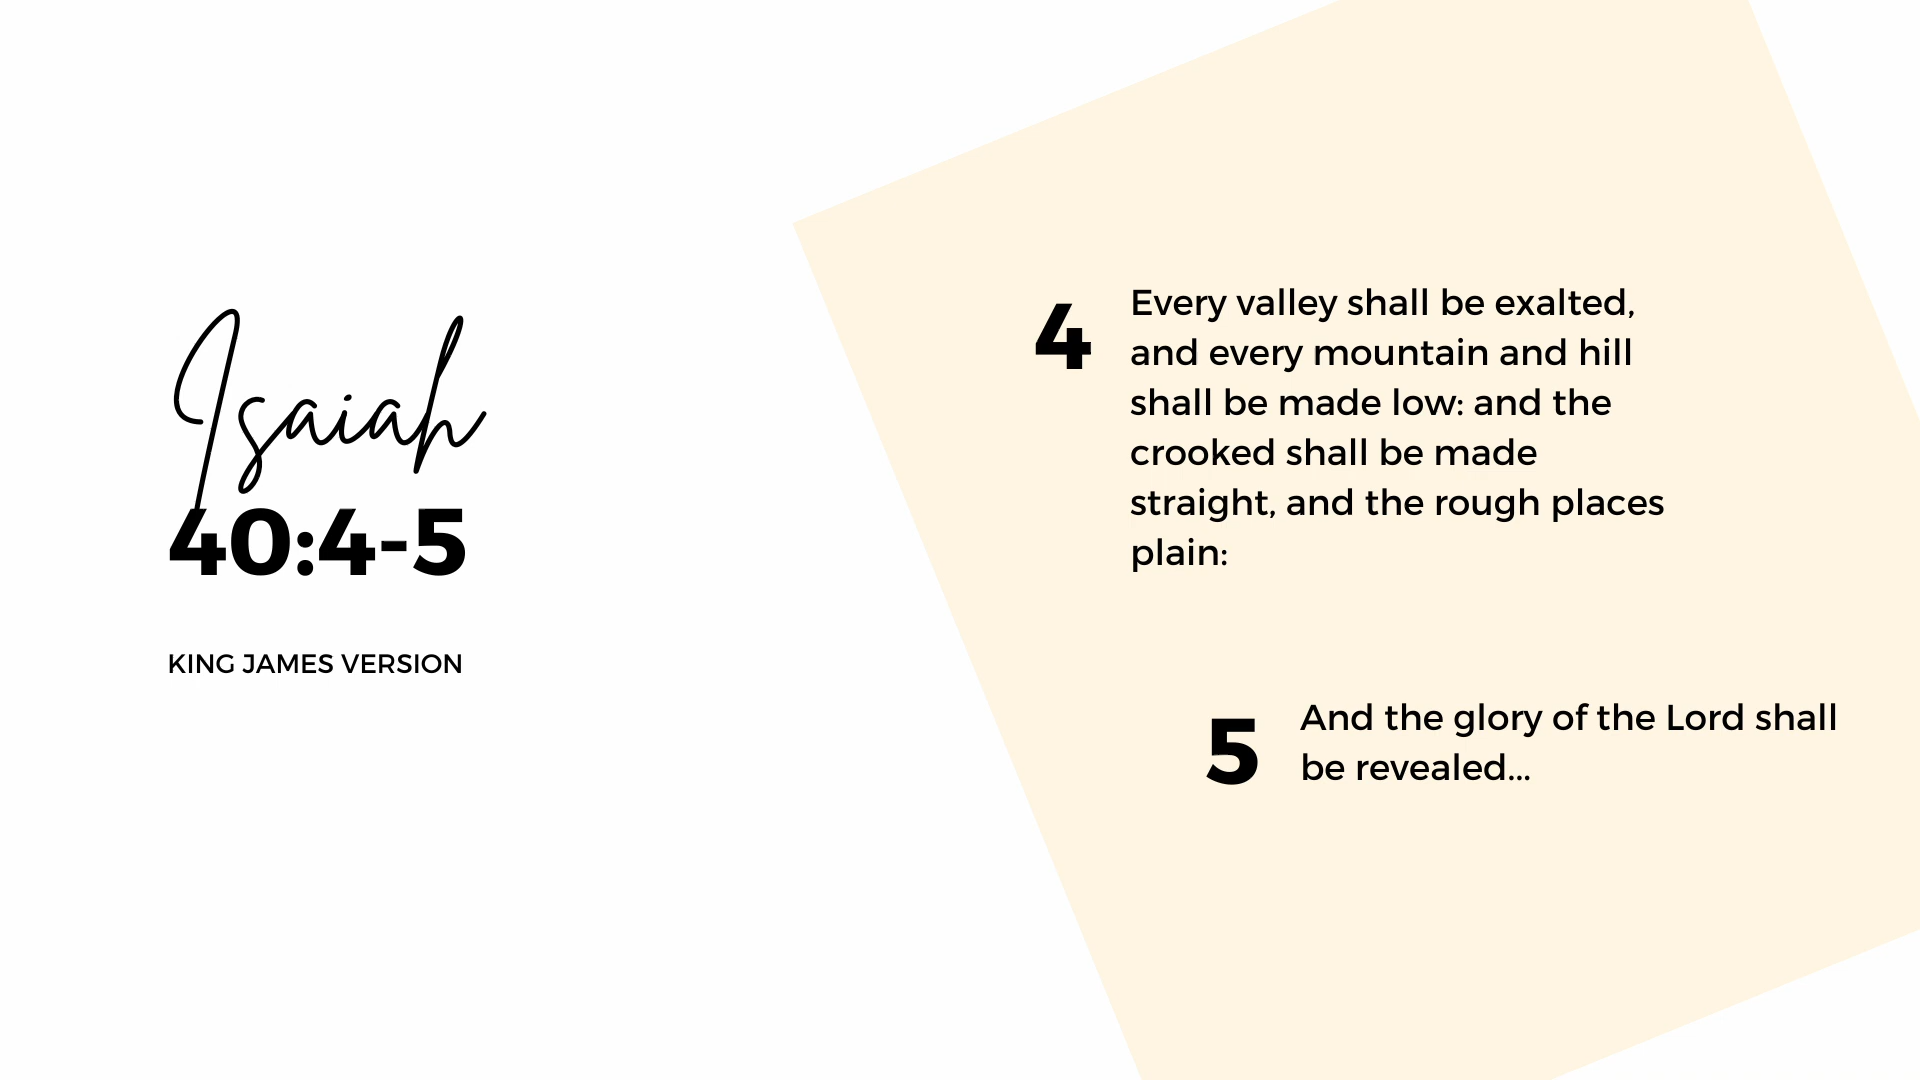 Isaiah
40:4-5
KING JAMES VERSION
4
Every valley shall be exalted,
and every mountain and hill
shall be made low: and the
crooked shall be made
straight, and the rough places
plain:
5
And the glory of the Lord shall
be revealed...